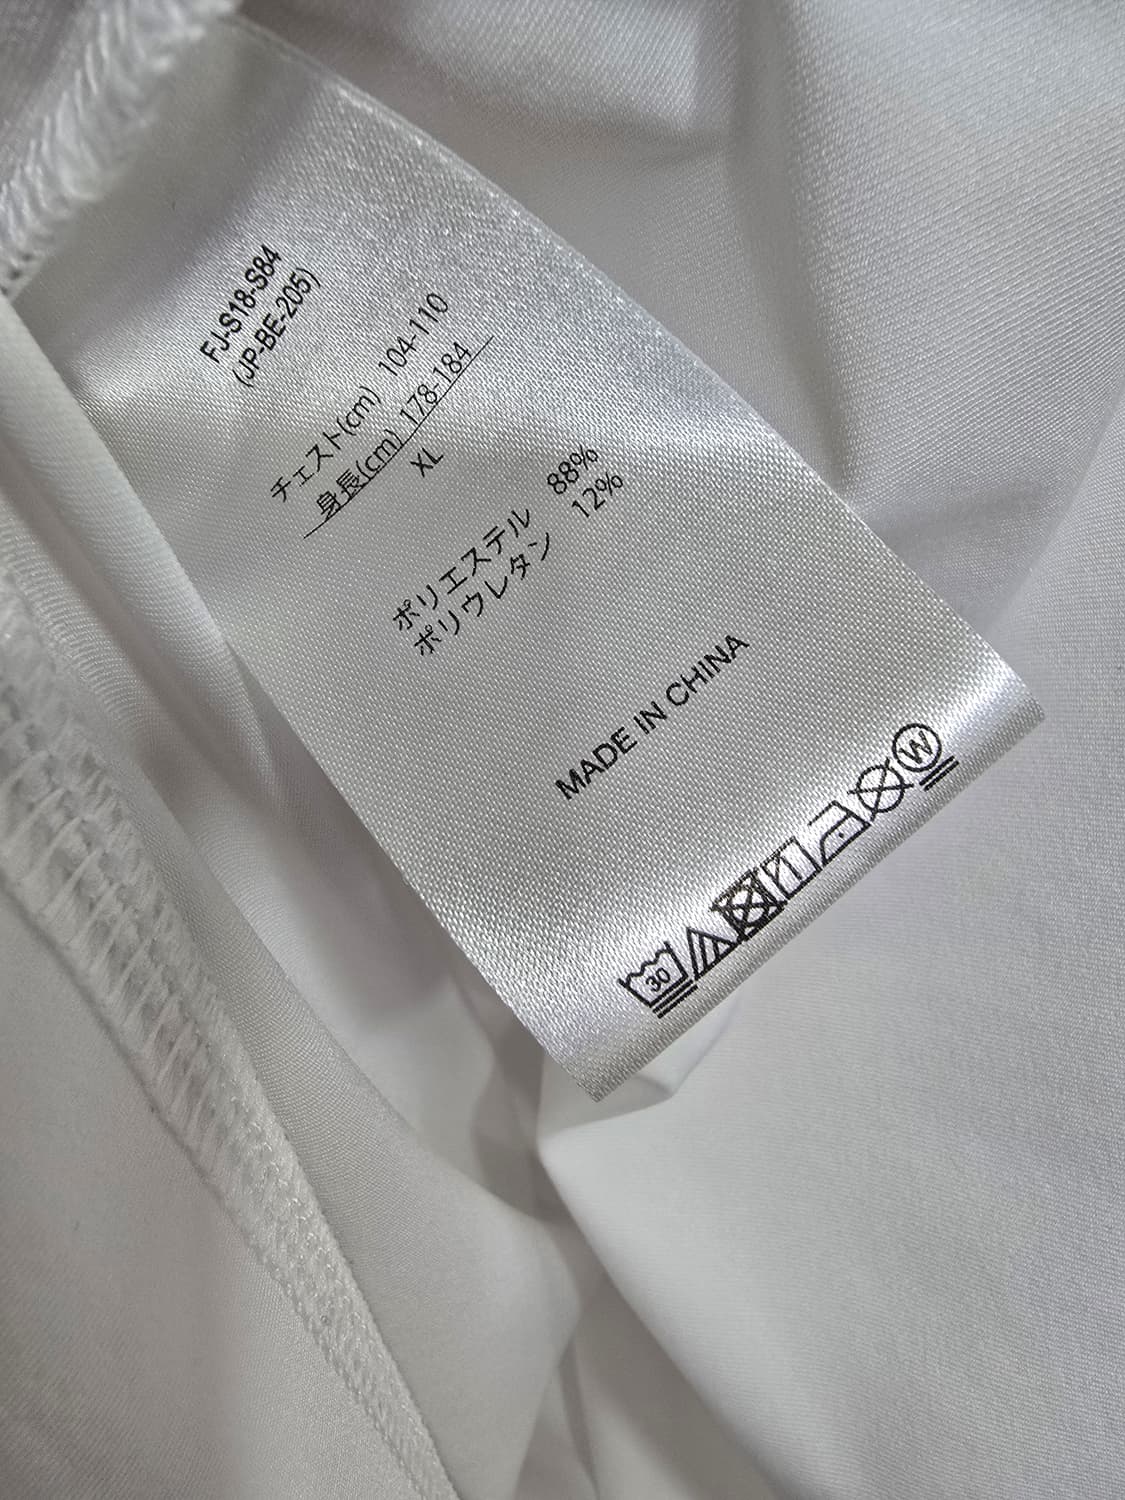 FJ-S18-S84
(JP-BE-205)
チェスト(cm) 104-110
身長(cm) 178-184
XL
ポリエステル 88%
ポリウレタン 12%
MADE IN CHINA
30 W